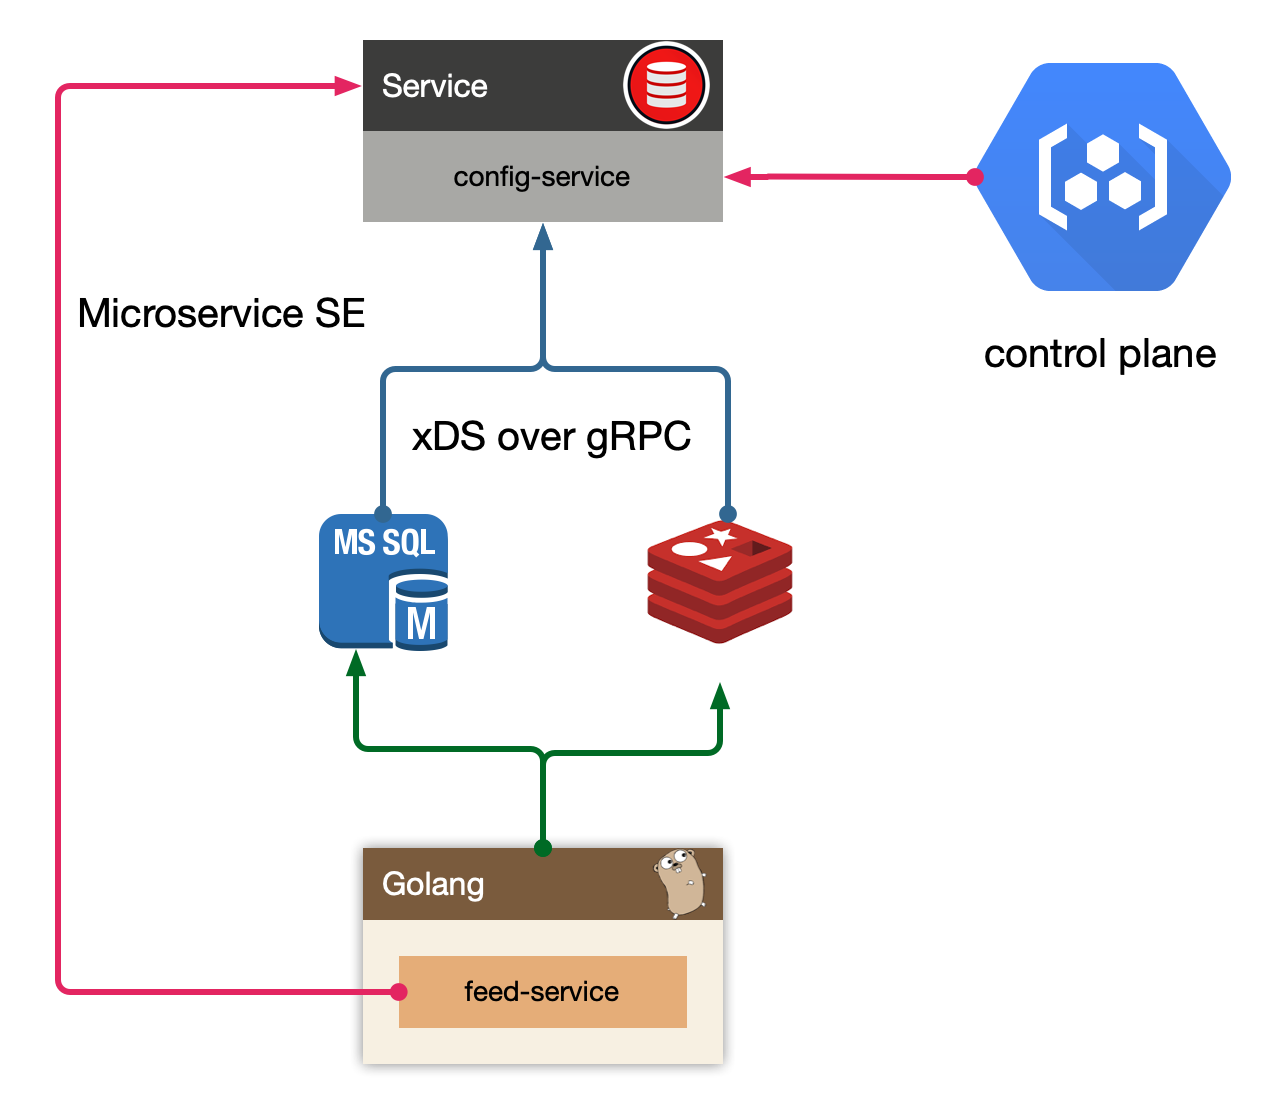 Service
config-service
Microservice SE
control plane
xDS over gRPC
MS SQL
M
Golang
feed-service